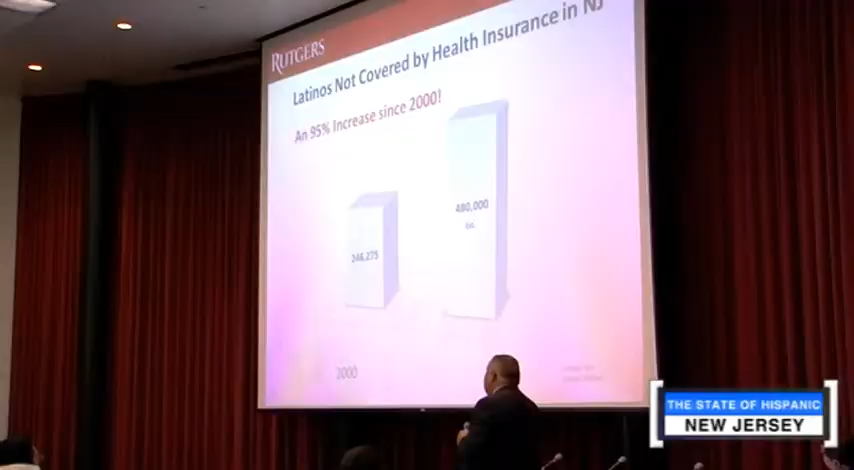 RUTGERS
Latinos Not Covered by Health Insurance in NJ
An 95% Increase since 2000!
480,000
Est.
246,275
2000
THE STATE OF HISPANIC
NEW JERSEY